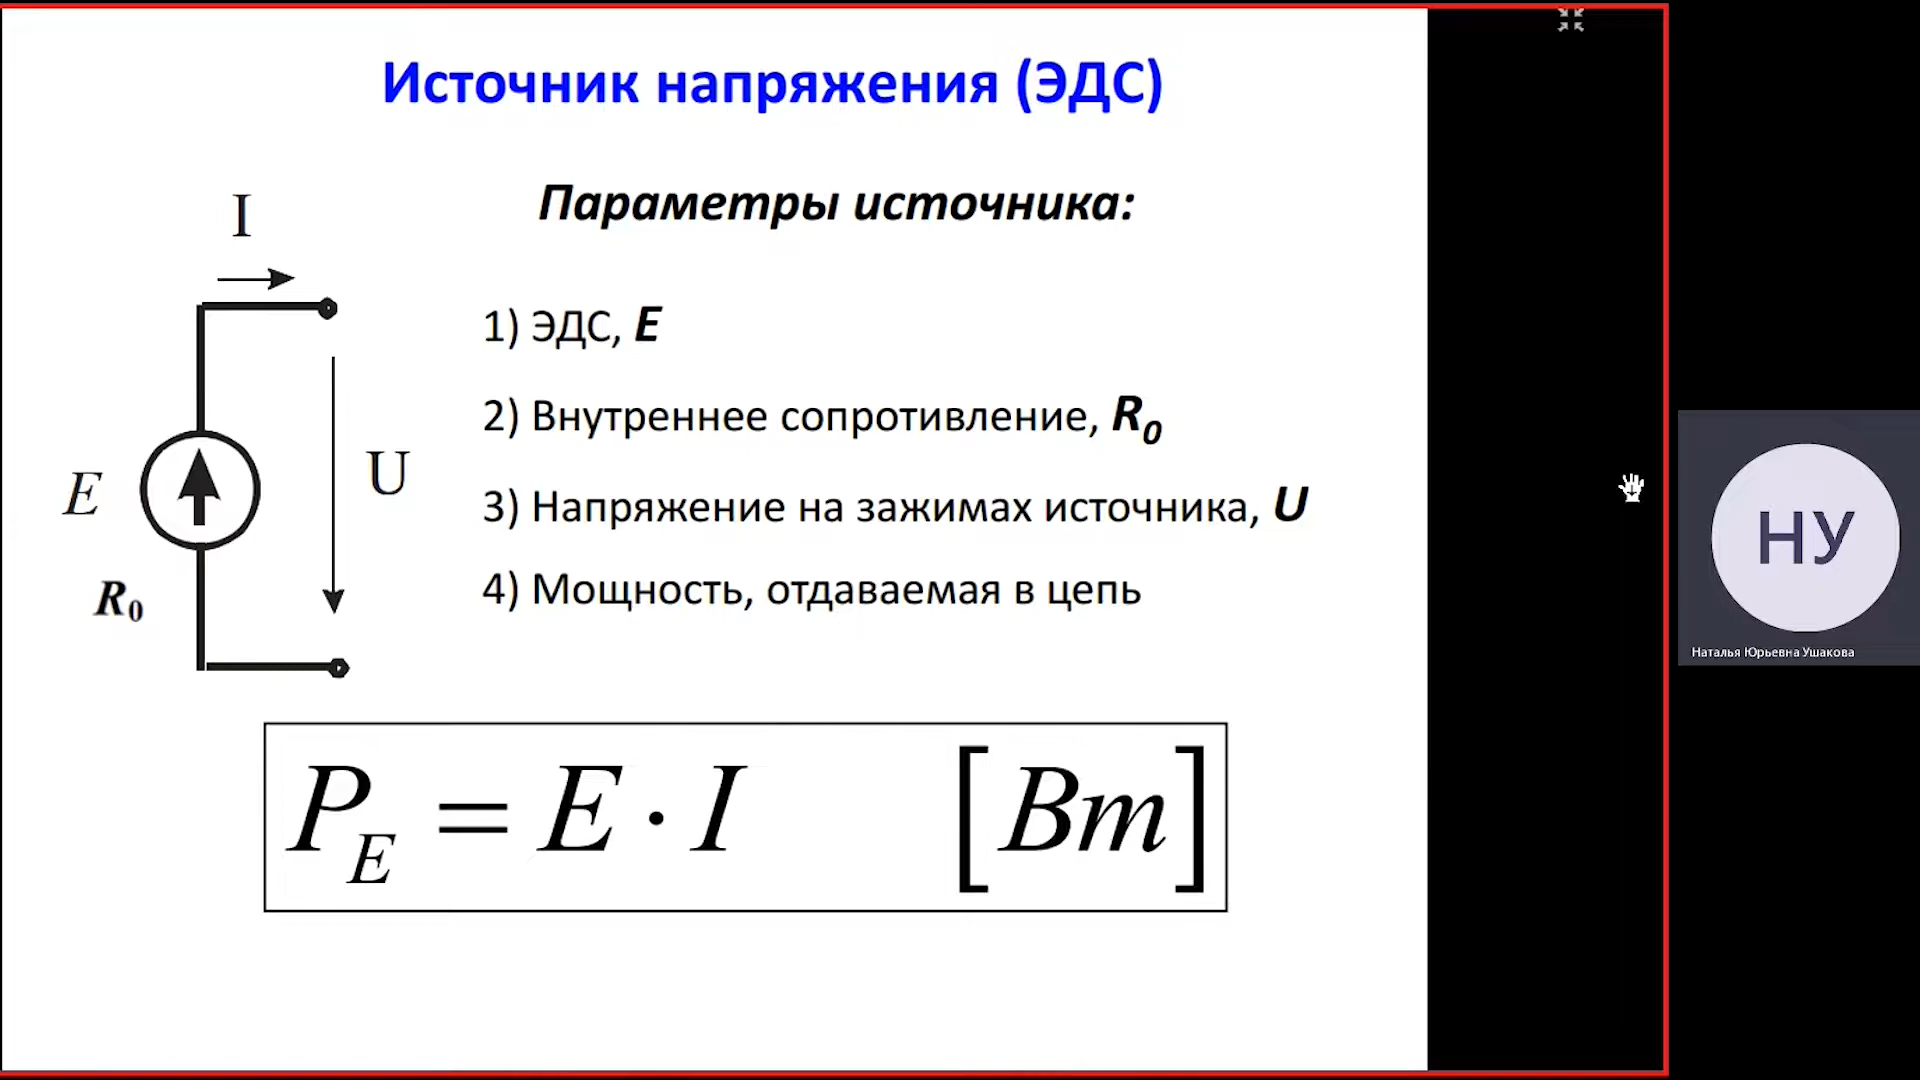 Источник напряжения (ЭДС)
Параметры источника:
I
1) ЭДС, E
2) Внутреннее сопротивление, R₀
3) Напряжение на зажимах источника, U
4) Мощность, отдаваемая в цепь
U
E
R₀
P_E = E · I [Вт]
НУ
Наталья Юрьевна Ушакова